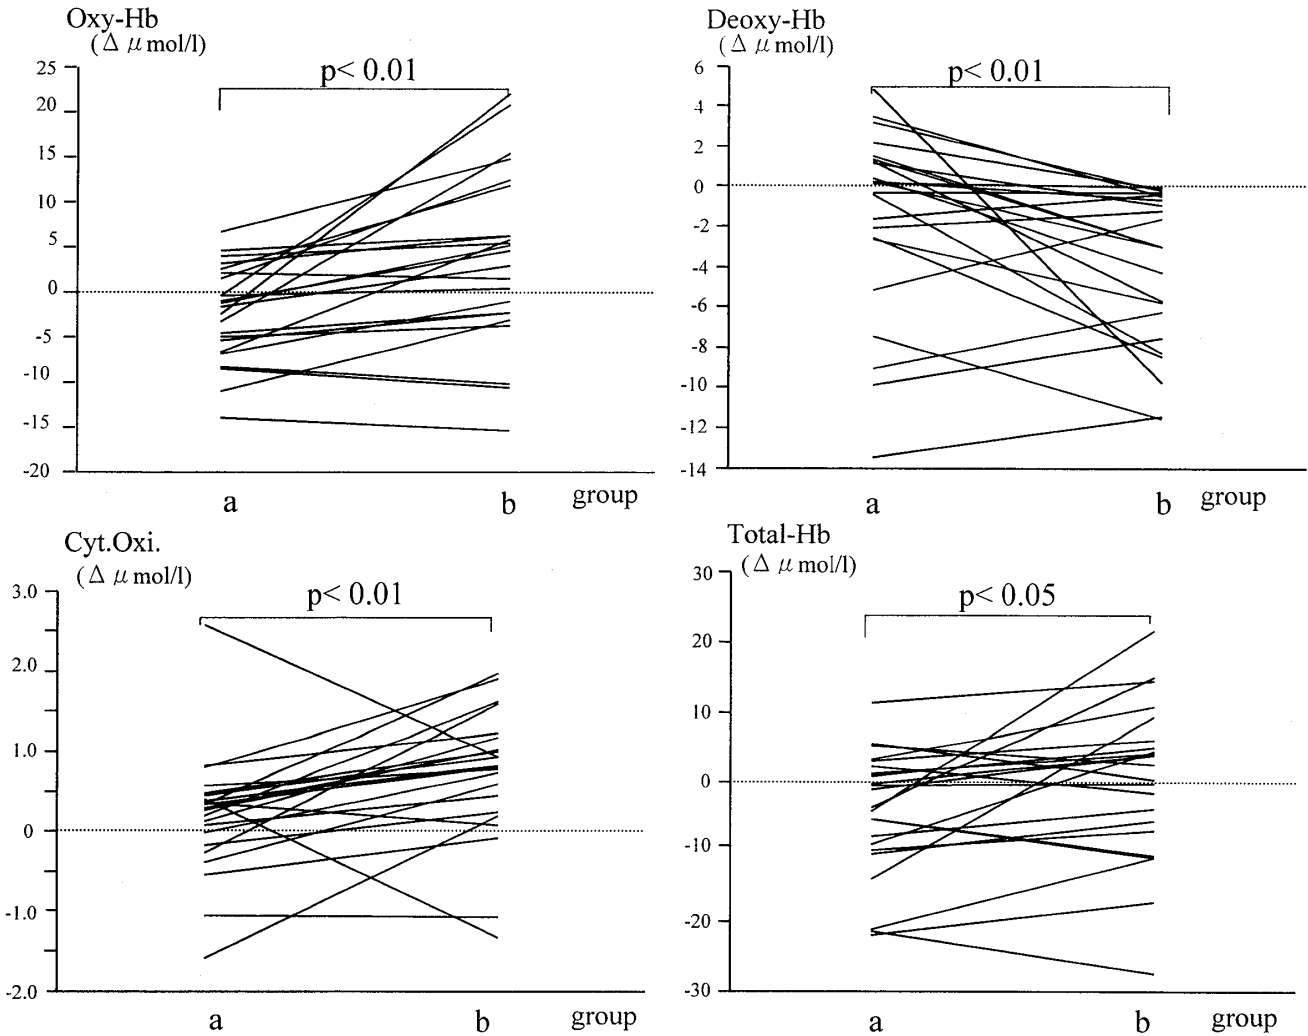 Oxy-Hb
(Δ μ mol/l)
p< 0.01
25
20
15
10
5
0
-5
-10
-15
-20
a
b
group
Deoxy-Hb
(Δ μ mol/l)
p< 0.01
6
4
2
0
-2
-4
-6
-8
-10
-12
-14
a
b
group
Cyt.Oxi.
(Δ μ mol/l)
p< 0.01
3.0
2.0
1.0
0
-1.0
-2.0
a
b
group
Total-Hb
(Δ μ mol/l)
p< 0.05
30
20
10
0
-10
-20
-30
a
b
group